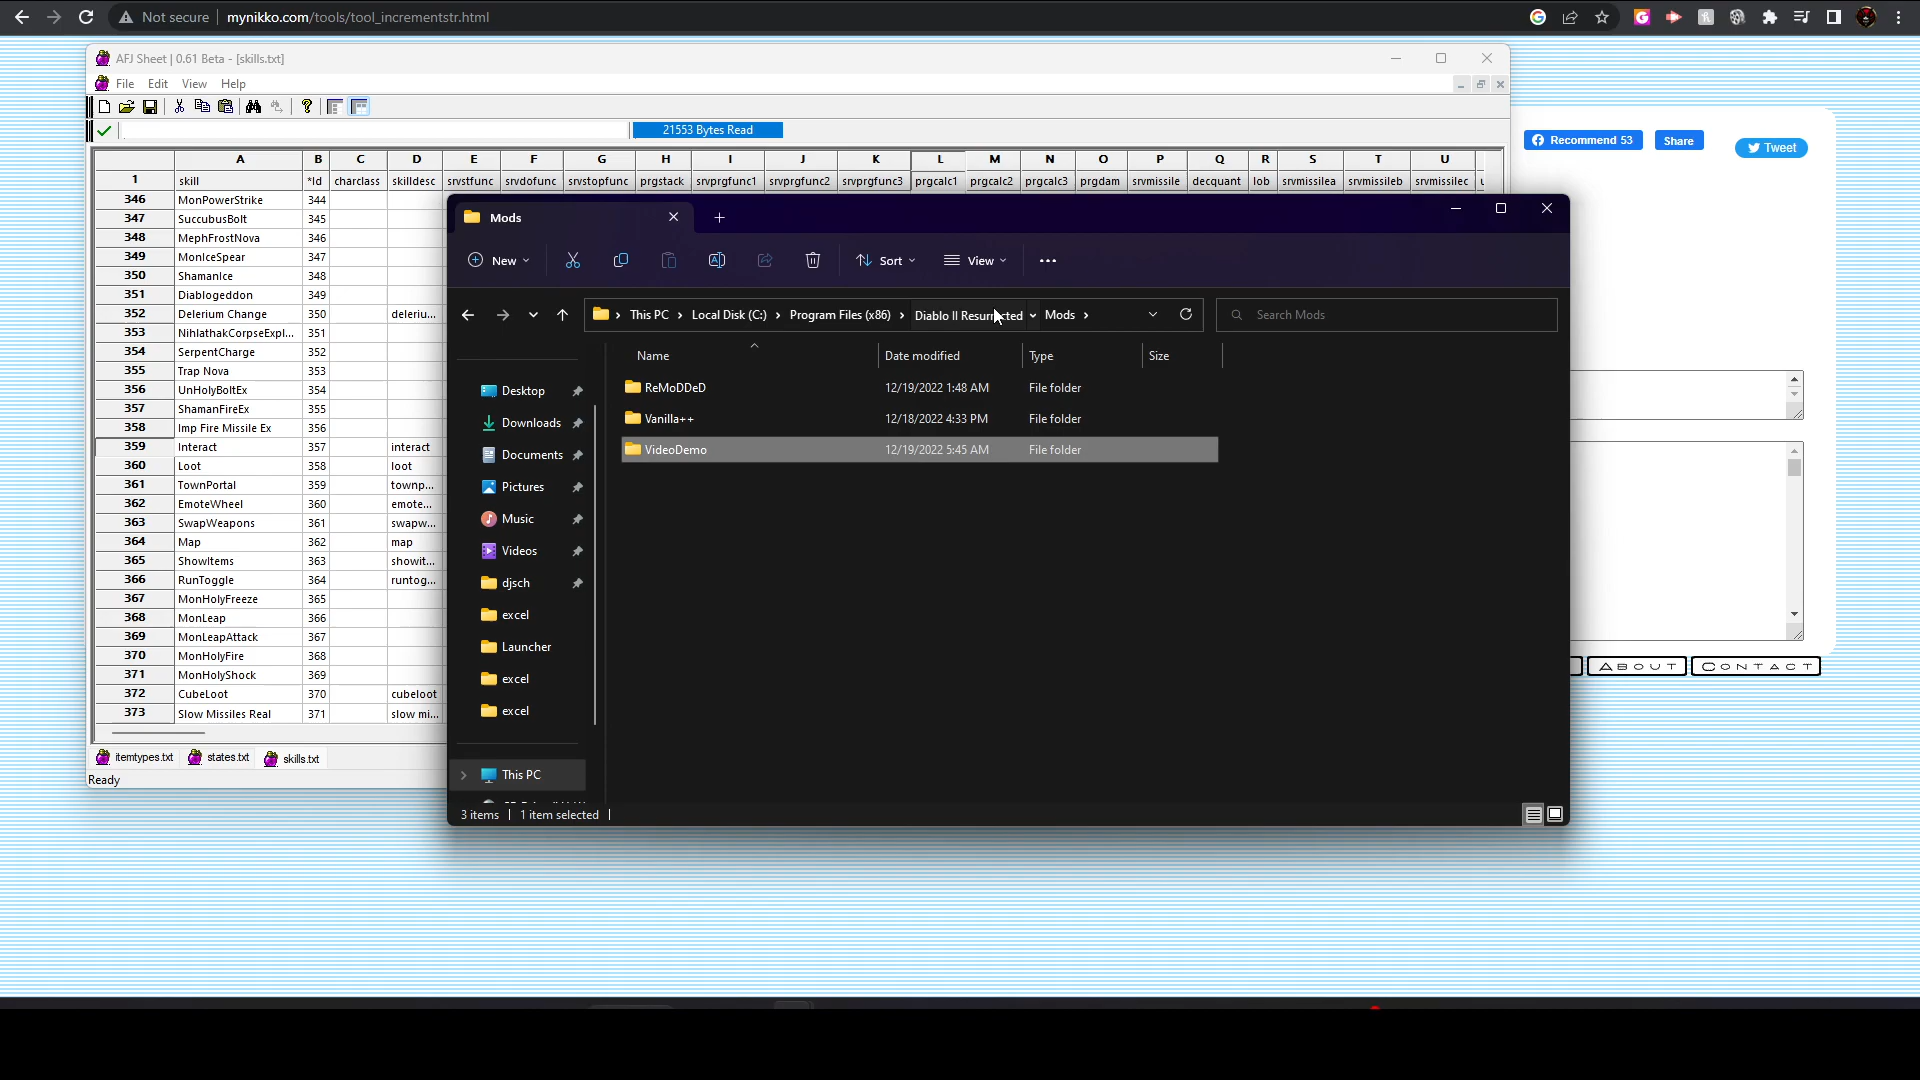 Not secure mynikko.com/tools/tool_incrementstr.html
AFJ Sheet | 0.61 Beta - [skills.txt]
File Edit View Help
21553 Bytes Read
A B C D E F G H I J K L M N O P Q R S T U
1 skill *Id charclass skilldesc srvstfunc srvdofunc srvstopfunc prgstack srvprgfunc1 srvprgfunc2 srvprgfunc3 prgcalc1 prgcalc2 prgcalc3 prgdam srvmissile decquant lob srvmissilea srvmissileb srvmissilec
346 MonPowerStrike 344
347 SuccubusBolt 345
348 MephFrostNova 346
349 MonIceSpear 347
350 ShamanIce 348
351 Diablogeddon 349
352 Delerium Change 350 deleriu...
353 NihlathakCorpseExpl... 351
354 SerpentCharge 352
355 Trap Nova 353
356 UnHolyBoltEx 354
357 ShamanFireEx 355
358 Imp Fire Missile Ex 356
359 Interact 357 interact
360 Loot 358 loot
361 TownPortal 359 townp...
362 EmoteWheel 360 emote...
363 SwapWeapons 361 swapw...
364 Map 362 map
365 ShowItems 363 showit...
366 RunToggle 364 runtog...
367 MonHolyFreeze 365
368 MonLeap 366
369 MonLeapAttack 367
370 MonHolyFire 368
371 MonHolyShock 369
372 CubeLoot 370 cubeloot
373 Slow Missiles Real 371 slow mi...
itemtypes.txt states.txt skills.txt
Ready
Recommend 53 Share Tweet
Mods
New Sort View
This PC Local Disk (C:) Program Files (x86) Diablo II Resurrected Mods Search Mods
Name Date modified Type Size
ReMoDDeD 12/19/2022 1:48 AM File folder
Vanilla++ 12/18/2022 4:33 PM File folder
VideoDemo 12/19/2022 5:45 AM File folder
Desktop
Downloads
Documents
Pictures
Music
Videos
djsch
excel
Launcher
excel
excel
This PC
3 items 1 item selected
About Contact